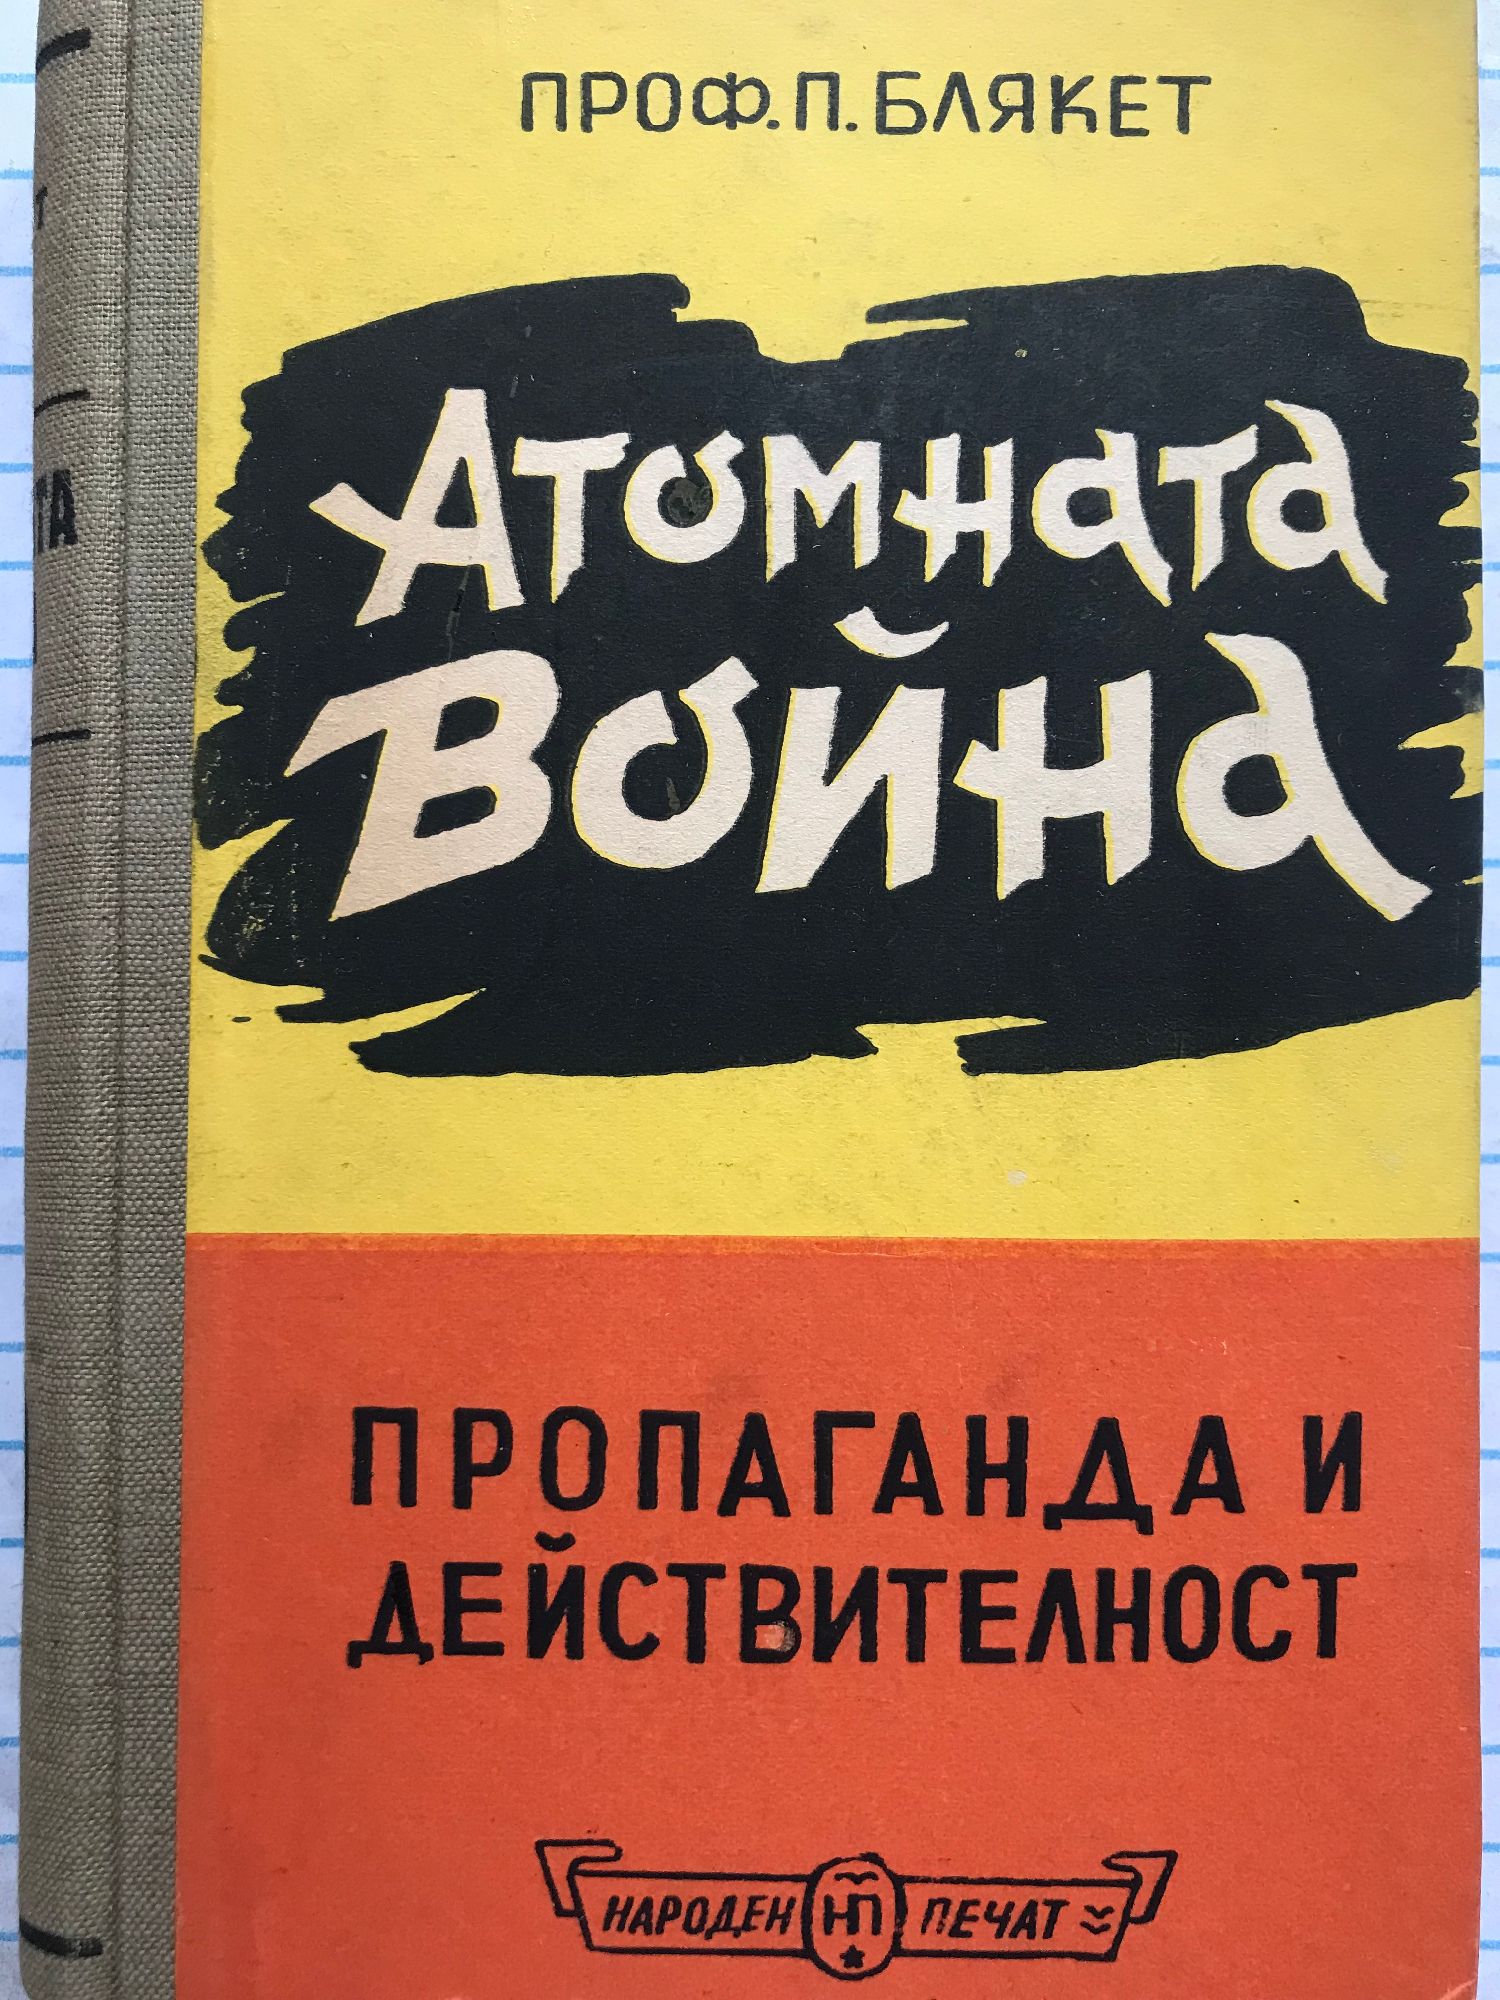 ПРОФ. П. БЛЯКЕТ
АТОМНАТА
ВОЙНА
ПРОПАГАНДА И
ДЕЙСТВИТЕЛНОСТ
НАРОДЕН НП ПЕЧАТ